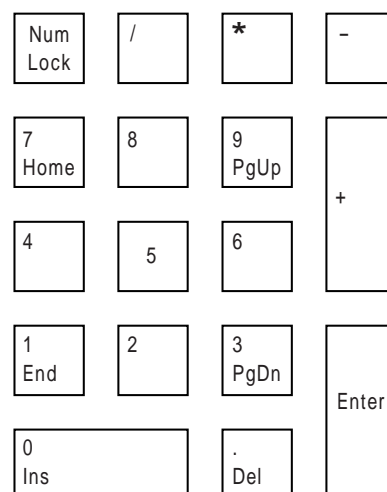 Num
Lock
/
*
-
7
Home
8
9
PgUp
+
4
5
6
1
End
2
3
PgDn
Enter
0
Ins
.
Del